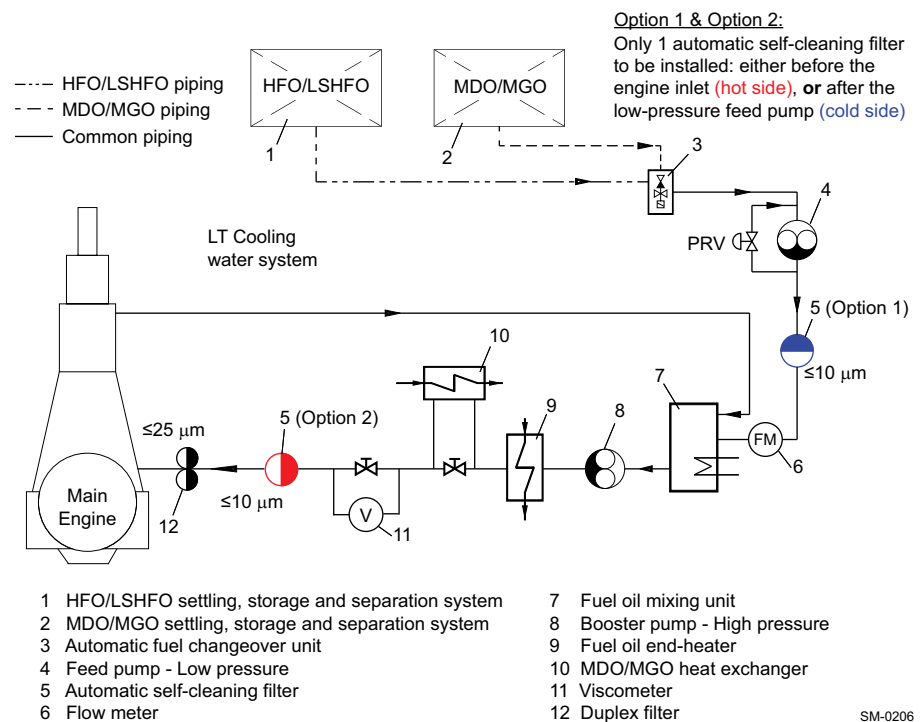 Option 1 & Option 2:
Only 1 automatic self-cleaning filter
to be installed: either before the
engine inlet (hot side), or after the
low-pressure feed pump (cold side)
HFO/LSHFO piping
MDO/MGO piping
Common piping
HFO/LSHFO
MDO/MGO
1
2
3
4
PRV
LT Cooling
water system
5 (Option 1)
≤10 μm
10
7
9
8
FM
6
≤25 μm
5 (Option 2)
≤10 μm
12
V
11
Main
Engine
1 HFO/LSHFO settling, storage and separation system
2 MDO/MGO settling, storage and separation system
3 Automatic fuel changeover unit
4 Feed pump - Low pressure
5 Automatic self-cleaning filter
6 Flow meter
7 Fuel oil mixing unit
8 Booster pump - High pressure
9 Fuel oil end-heater
10 MDO/MGO heat exchanger
11 Viscometer
12 Duplex filter
SM-0206